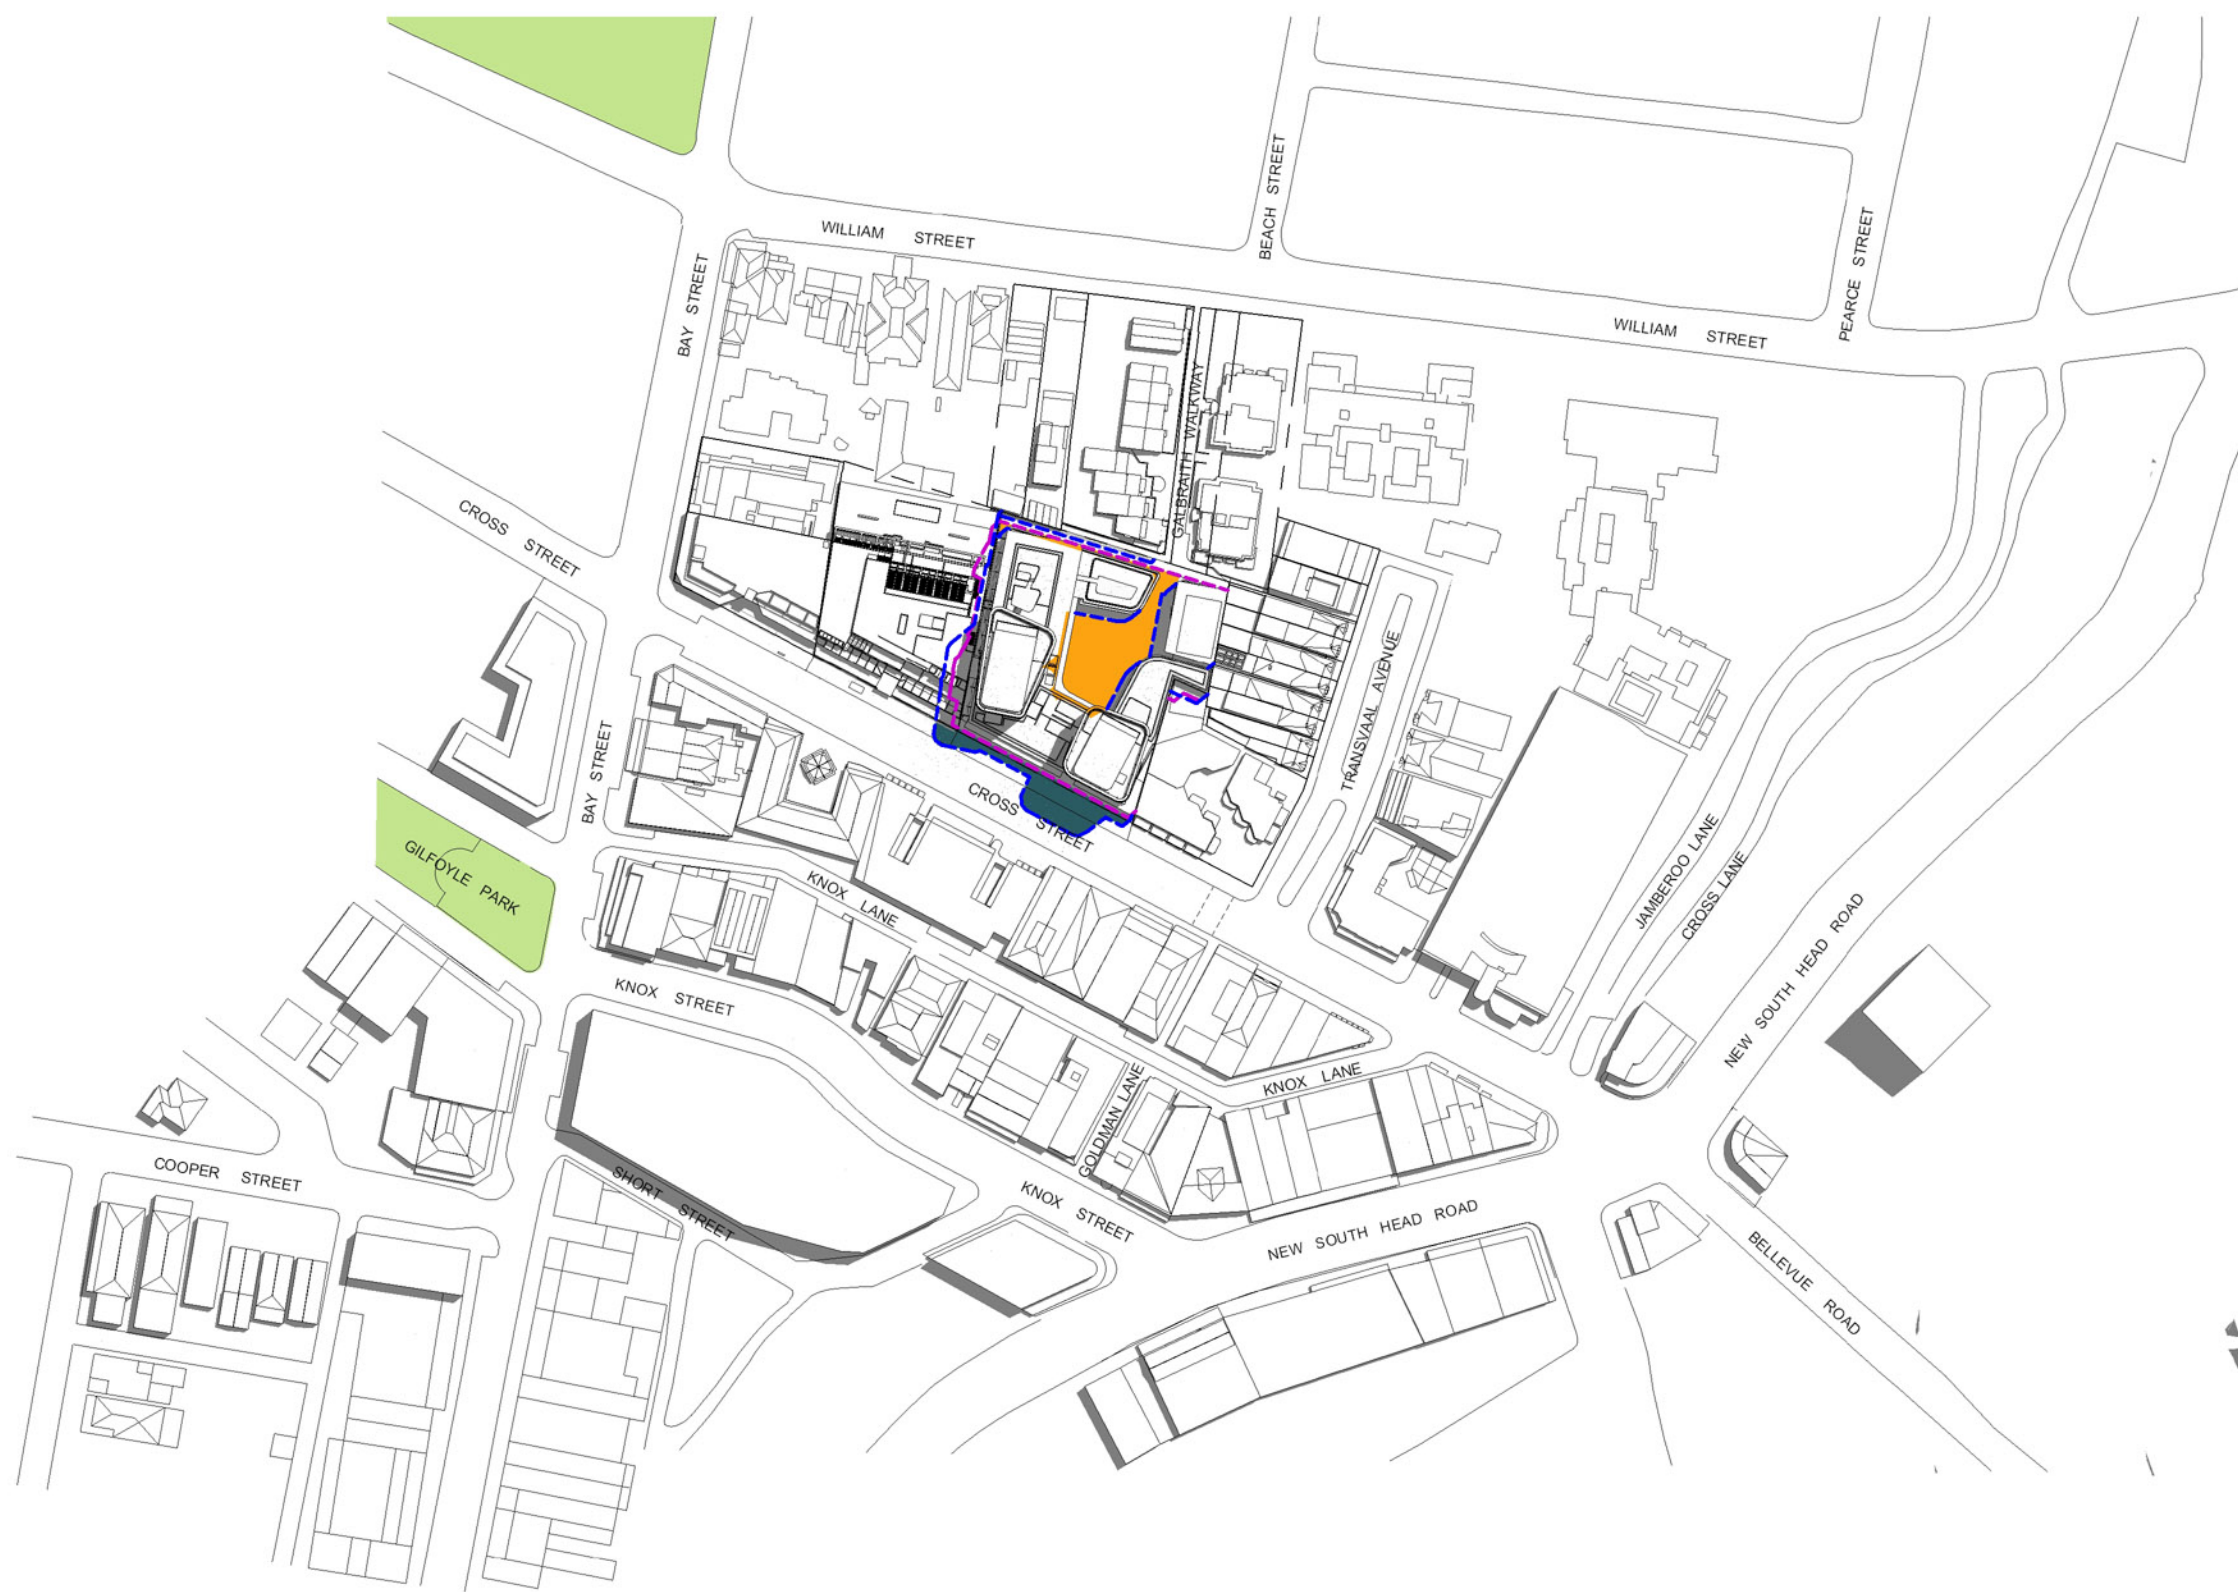 WILLIAM STREET
BEACH STREET
PEARCE STREET
BAY STREET
WILLIAM STREET
GALBRAITH WALKWAY
CROSS STREET
TRANSVAAL AVENUE
BAY STREET
CROSS STREET
GILFOYLE PARK
KNOX LANE
JAMBEROO LANE
CROSS LANE
NEW SOUTH HEAD ROAD
KNOX STREET
KNOX LANE
GOLDMAN LANE
COOPER STREET
SHORT STREET
KNOX STREET
NEW SOUTH HEAD ROAD
BELLEVUE ROAD